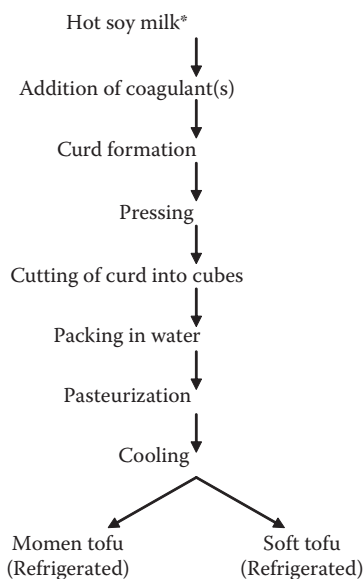 Hot soy milk*
Addition of coagulant(s)
Curd formation
Pressing
Cutting of curd into cubes
Packing in water
Pasteurization
Cooling
Momen tofu
(Refrigerated)
Soft tofu
(Refrigerated)